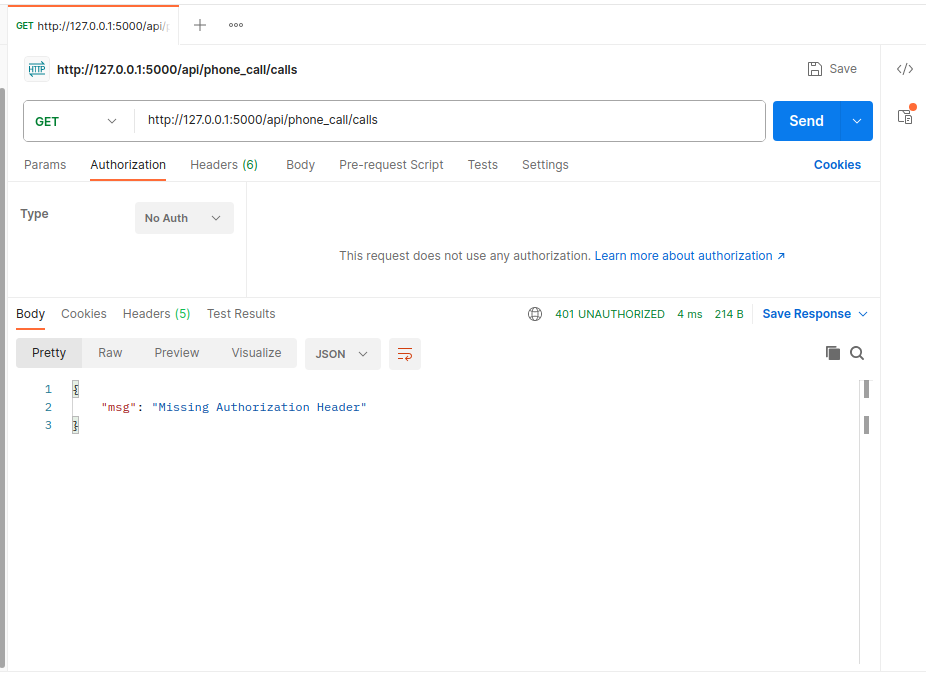 GET http://127.0.0.1:5000/api/
HTTP http://127.0.0.1:5000/api/phone_call/calls Save
GET http://127.0.0.1:5000/api/phone_call/calls Send
Params Authorization Headers (6) Body Pre-request Script Tests Settings Cookies
Type No Auth
This request does not use any authorization. Learn more about authorization ↗
Body Cookies Headers (5) Test Results 401 UNAUTHORIZED 4 ms 214 B Save Response
Pretty Raw Preview Visualize JSON
1 {
2 "msg": "Missing Authorization Header"
3 }